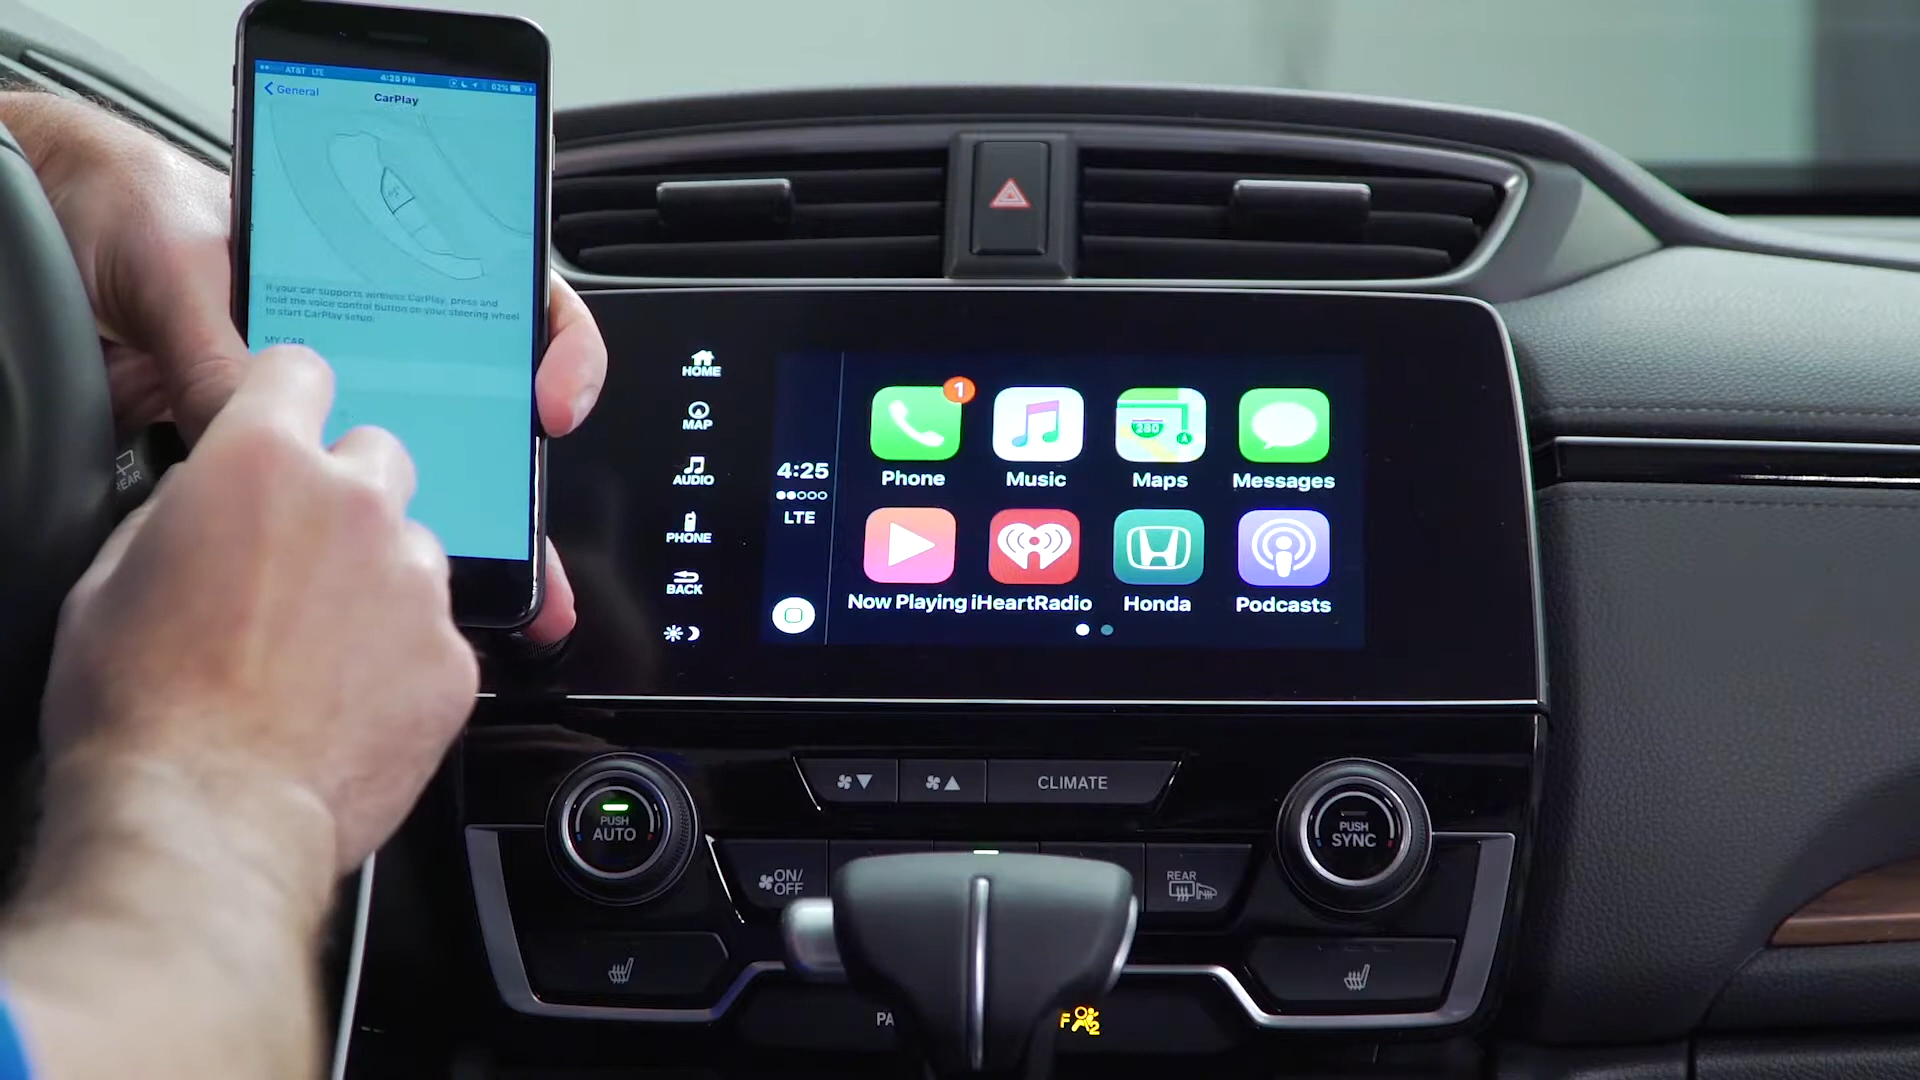 AT&T LTE
4:25 PM
62%
General
CarPlay
If your car supports wireless CarPlay, press and
hold the voice control button on your steering wheel
to start CarPlay setup.
MY CAR
REAR
HOME
MAP
AUDIO
PHONE
BACK
4:25
LTE
1
Phone
Music
280
Maps
Messages
Now Playing
iHeartRadio
Honda
Podcasts
CLIMATE
PUSH
AUTO
PUSH
SYNC
ON/
OFF
REAR
PA
F
2